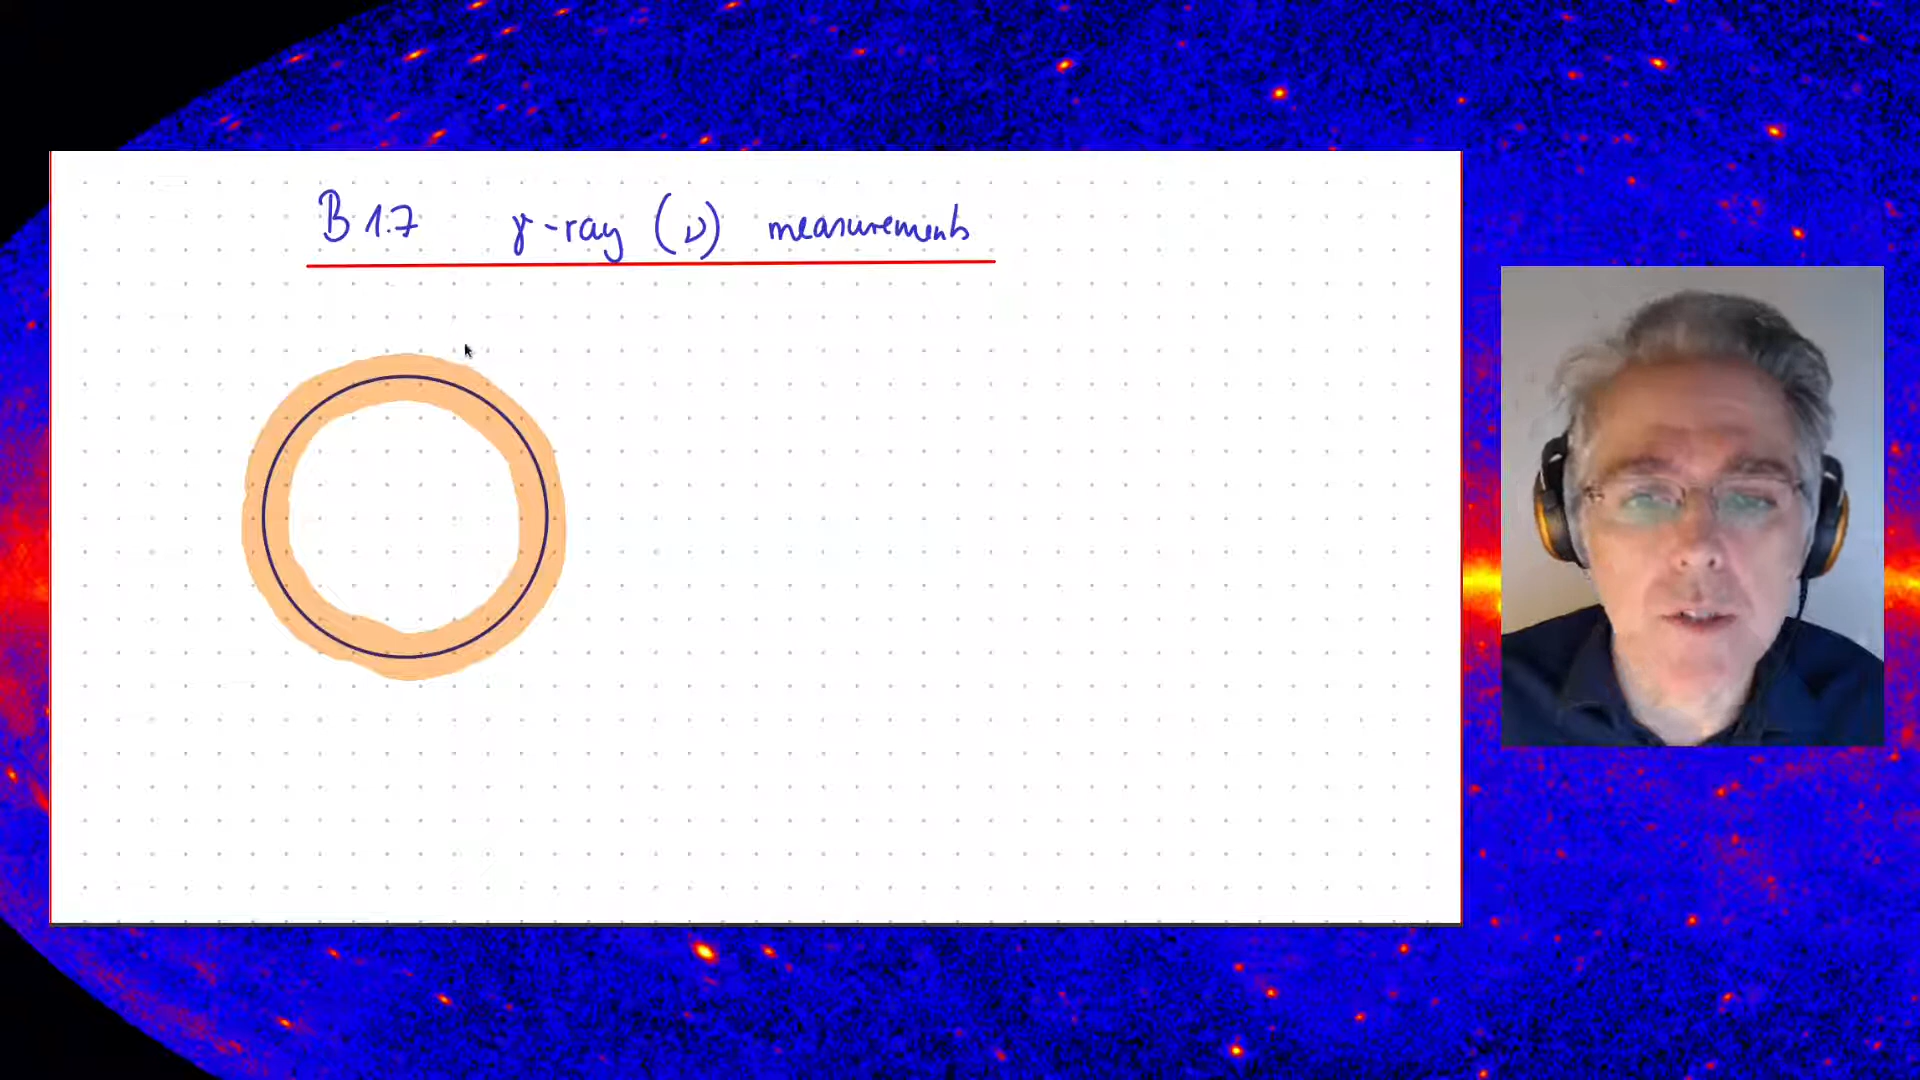 B 1.7 γ-ray (ν) measurements